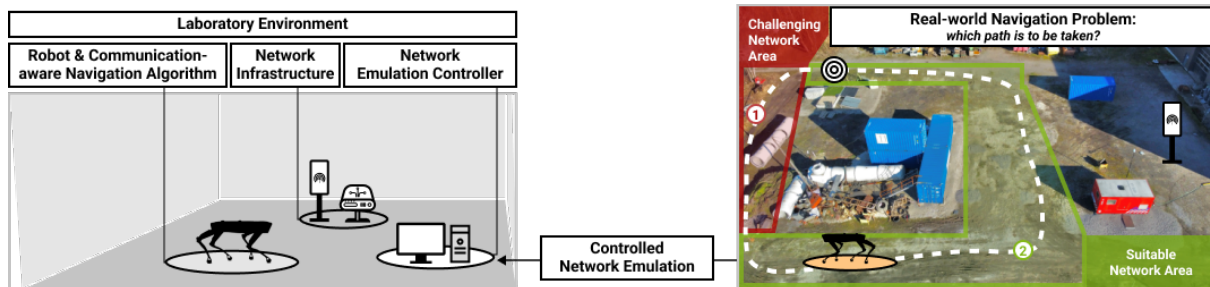 Laboratory Environment
Robot & Communication-
aware Navigation Algorithm
Network
Infrastructure
Network
Emulation Controller
Controlled
Network Emulation
Challenging
Network
Area
Real-world Navigation Problem:
which path is to be taken?
1
2
Suitable
Network Area